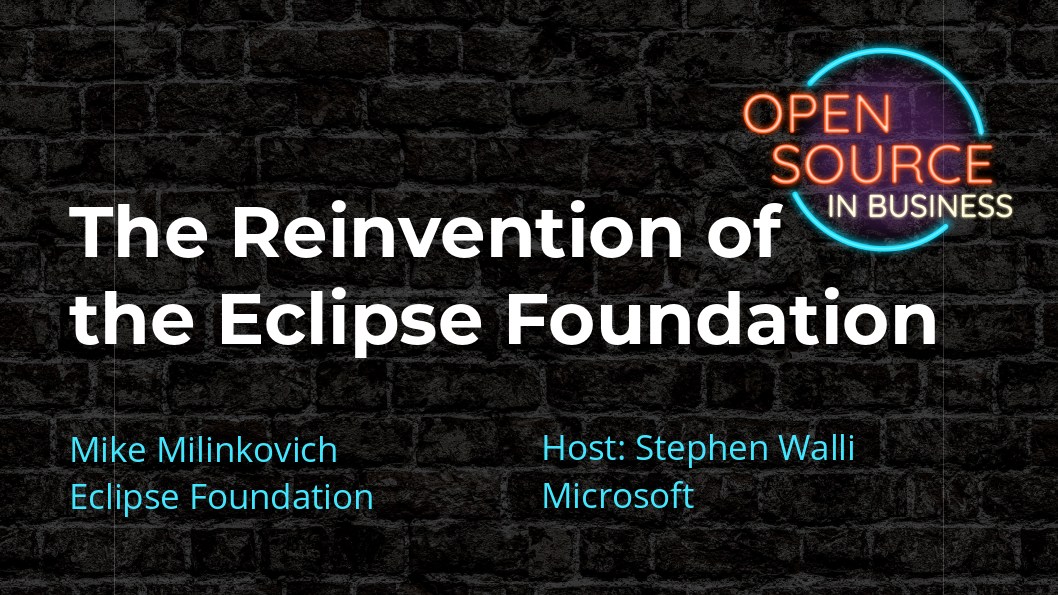 OPEN
SOURCE
IN BUSINESS
The Reinvention of
the Eclipse Foundation
Mike Milinkovich
Eclipse Foundation
Host: Stephen Walli
Microsoft